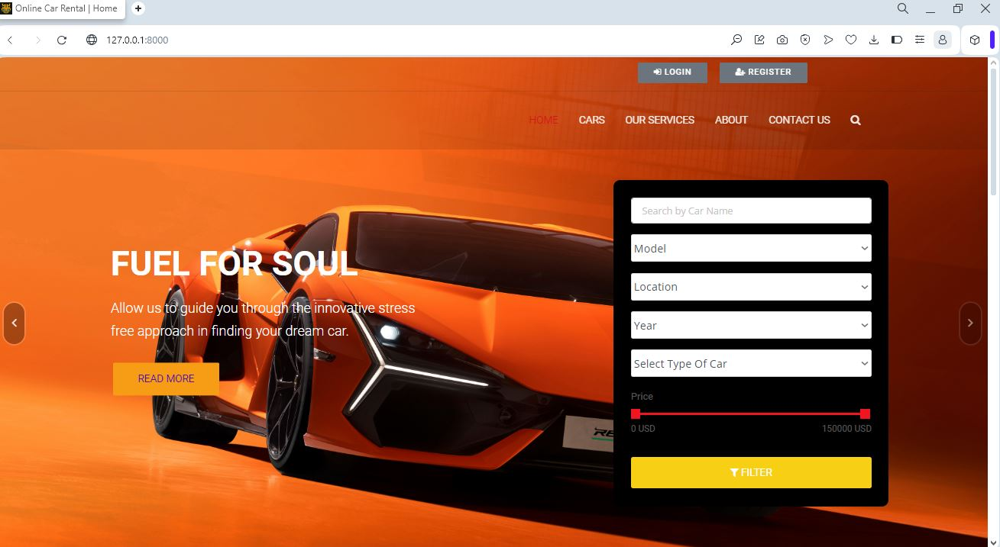 Online Car Rental | Home
127.0.0.1:8000
LOGIN
REGISTER
HOME
CARS
OUR SERVICES
ABOUT
CONTACT US
Search by Car Name
Model
Location
Year
Select Type Of Car
Price
0 USD
150000 USD
FILTER
FUEL FOR SOUL
Allow us to guide you through the innovative stress
free approach in finding your dream car.
READ MORE